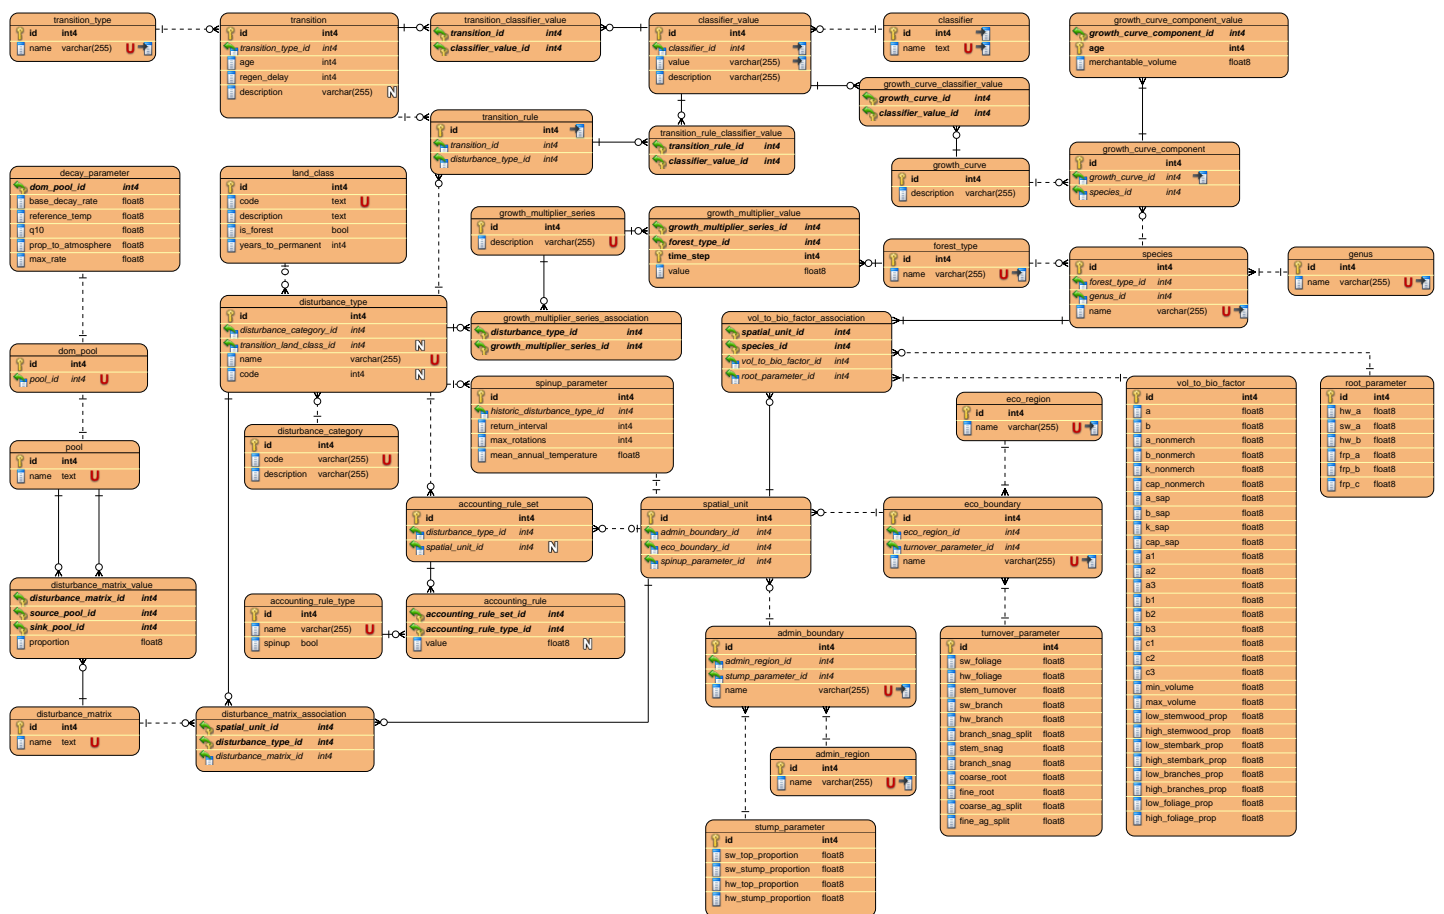 transition_type
id int4
name varchar(255) U
transition
id int4
transition_type_id int4
age int4
regen_delay int4
description varchar(255) N
transition_classifier_value
transition_id int4
classifier_value_id int4
classifier_value
id int4
classifier_id int4
value varchar(255)
description varchar(255)
classifier
id int4
name text U
growth_curve_component_value
growth_curve_component_id int4
age int4
merchantable_volume float8
growth_curve_classifier_value
growth_curve_id int4
classifier_value_id int4
transition_rule
id int4
transition_id int4
disturbance_type_id int4
transition_rule_classifier_value
transition_rule_id int4
classifier_value_id int4
growth_curve
id int4
description varchar(255)
growth_curve_component
id int4
growth_curve_id int4
species_id int4
decay_parameter
dom_pool_id int4
base_decay_rate float8
reference_temp float8
q10 float8
prop_to_atmosphere float8
max_rate float8
land_class
id int4
code text U
description text
is_forest bool
years_to_permanent int4
growth_multiplier_series
id int4
description varchar(255) U
growth_multiplier_value
growth_multiplier_series_id int4
forest_type_id int4
time_step int4
value float8
forest_type
id int4
name varchar(255) U
species
id int4
forest_type_id int4
genus_id int4
name varchar(255) U
genus
id int4
name varchar(255) U
disturbance_type
id int4
disturbance_category_id int4
transition_land_class_id int4 N
name varchar(255) U
code int4 N
growth_multiplier_series_association
disturbance_type_id int4
growth_multiplier_series_id int4
vol_to_bio_factor_association
spatial_unit_id int4
species_id int4
vol_to_bio_factor_id int4
root_parameter_id int4
dom_pool
id int4
pool_id int4 U
spinup_parameter
id int4
historic_disturbance_type_id int4
return_interval int4
max_rotations int4
mean_annual_temperature float8
vol_to_bio_factor
id int4
a float8
b float8
a_nonmerch float8
b_nonmerch float8
k_nonmerch float8
cap_nonmerch float8
a_sap float8
b_sap float8
k_sap float8
cap_sap float8
a1 float8
a2 float8
a3 float8
b1 float8
b2 float8
b3 float8
c1 float8
c2 float8
c3 float8
min_volume float8
max_volume float8
low_stemwood_prop float8
high_stemwood_prop float8
low_stembark_prop float8
high_stembark_prop float8
low_branches_prop float8
high_branches_prop float8
low_foliage_prop float8
high_foliage_prop float8
root_parameter
id int4
hw_a float8
sw_a float8
hw_b float8
frp_a float8
frp_b float8
frp_c float8
eco_region
id int4
name varchar(255) U
disturbance_category
id int4
code varchar(255) U
description varchar(255)
pool
id int4
name text U
accounting_rule_set
id int4
disturbance_type_id int4
spatial_unit_id int4 N
spatial_unit
id int4
admin_boundary_id int4
eco_boundary_id int4
spinup_parameter_id int4
eco_boundary
id int4
eco_region_id int4
turnover_parameter_id int4
name varchar(255) U
disturbance_matrix_value
disturbance_matrix_id int4
source_pool_id int4
sink_pool_id int4
proportion float8
accounting_rule_type
id int4
name varchar(255) U
spinup bool
accounting_rule
accounting_rule_set_id int4
accounting_rule_type_id int4
value float8 N
admin_boundary
id int4
admin_region_id int4
stump_parameter_id int4
name varchar(255) U
turnover_parameter
id int4
sw_foliage float8
hw_foliage float8
stem_turnover float8
sw_branch float8
hw_branch float8
branch_snag_split float8
stem_snag float8
branch_snag float8
coarse_root float8
fine_root float8
coarse_ag_split float8
fine_ag_split float8
disturbance_matrix
id int4
name text U
disturbance_matrix_association
spatial_unit_id int4
disturbance_type_id int4
disturbance_matrix_id int4
admin_region
id int4
name varchar(255) U
stump_parameter
id int4
sw_top_proportion float8
sw_stump_proportion float8
hw_top_proportion float8
hw_stump_proportion float8